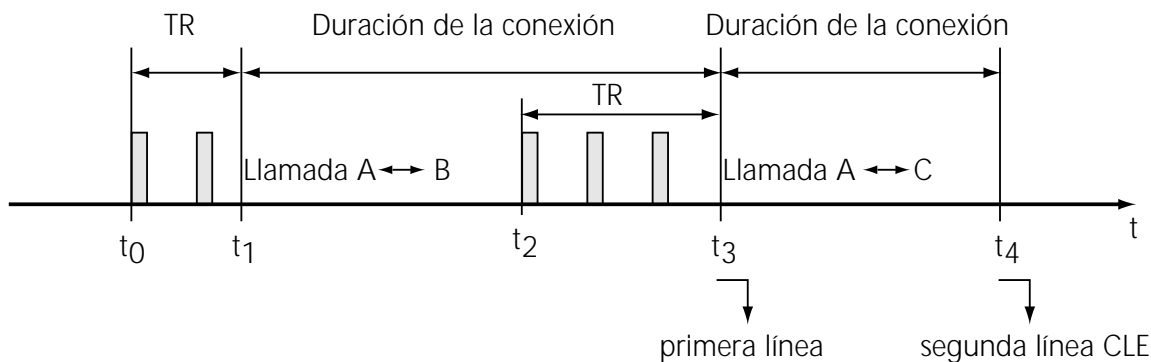 TR Duración de la conexión Duración de la conexión
TR
Llamada A B Llamada A C
t0 t1 t2 t3 t4 t
primera línea segunda línea CLE